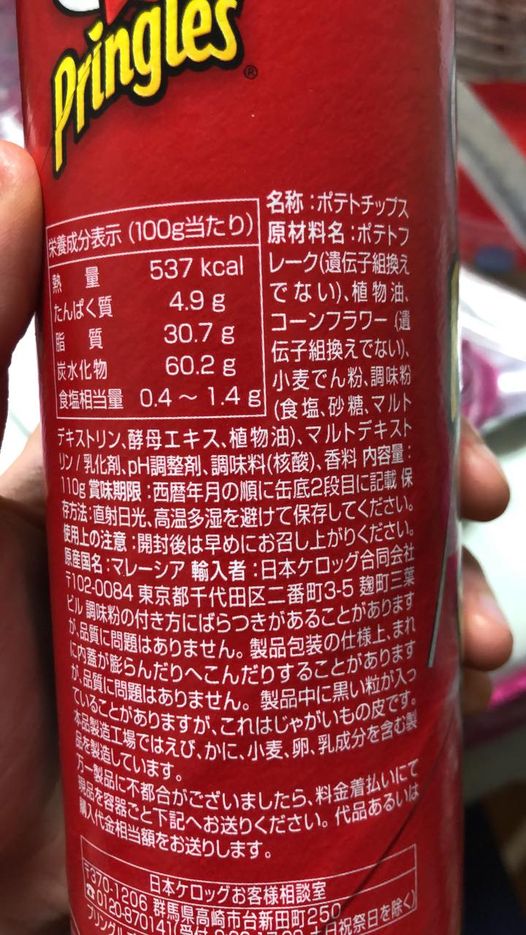 Pringles®
栄養成分表示 (100g当たり)
熱 量 537 kcal
たんぱく質 4.9 g
脂 質 30.7 g
炭水化物 60.2 g
食塩相当量 0.4 〜 1.4 g
名称:ポテトチップス
原材料名:ポテトフ
レーク(遺伝子組換え
でない)、植物油、
コーンフラワー (遺
伝子組換えでない)、
小麦でん粉、調味粉
(食塩、砂糖、マルト
デキストリン、酵母エキス、植物油)、マルトデキスト
リン / 乳化剤、pH調整剤、調味料(核酸)、香料 内容量:
110g 賞味期限:西暦年月の順に缶底2段目に記載 保
存方法:直射日光、高温多湿を避けて保存してください。
使用上の注意:開封後は早めにお召し上がりください。
原産国名:マレーシア 輸入者:日本ケロッグ合同会社
〒102-0084 東京都千代田区二番町3-5 麹町三葉
ビル 調味粉の付き方にばらつきがあることがあります
が、品質に問題はありません。製品包装の仕様上、まれ
に内蓋が膨らんだりへこんだりすることがあります
が、品質に問題はありません。製品中に黒い粒が入っ
ていることがありますが、これはじゃがいもの皮です。
本品製造工場ではえび、かに、小麦、卵、乳成分を含む製
品を製造しています。
万一製品に不都合がございましたら、料金着払いにて
現品を容器ごと下記へお送りください。代品あるいは
購入代金相当額をお送りします。
日本ケロッグお客様相談室
〒370-1206 群馬県高崎市台新田町250
☎0120-870141(受付 土日祝祭日を除く)